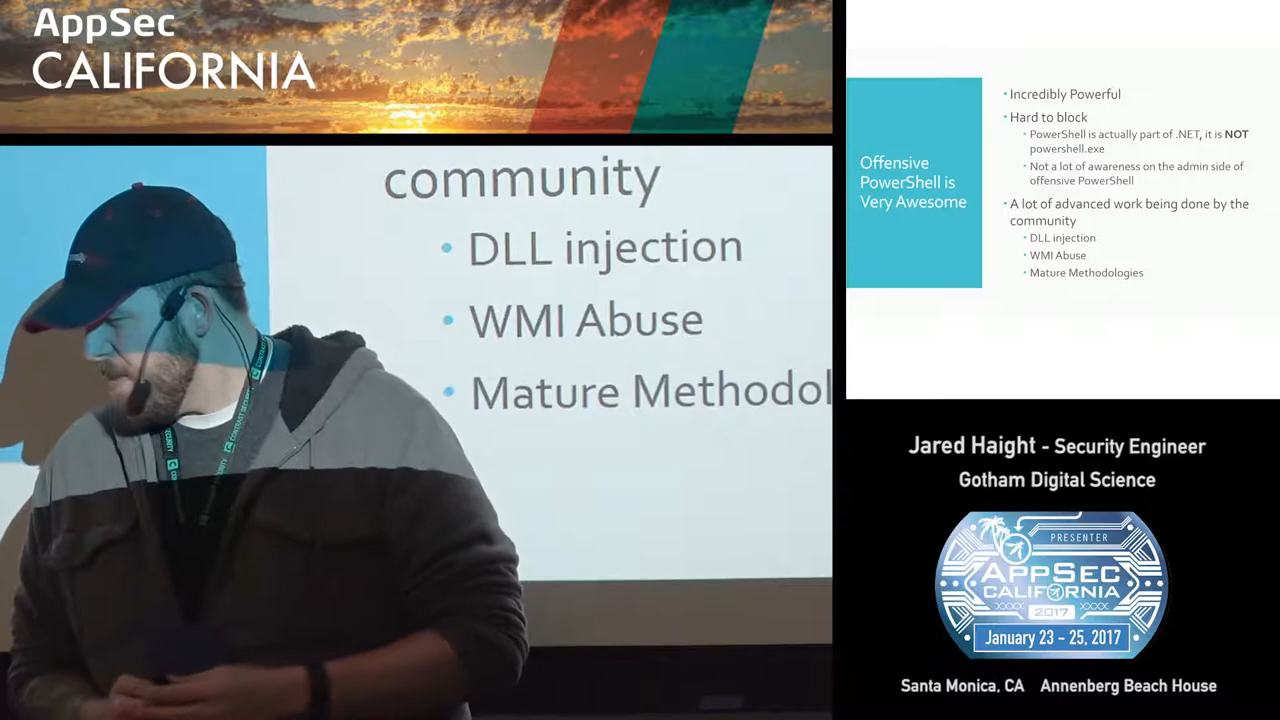 AppSec
CALIFORNIA
community
• DLL injection
• WMI Abuse
• Mature Methodol
CONTRAST SECURITY
Offensive
PowerShell is
Very Awesome
• Incredibly Powerful
• Hard to block
• PowerShell is actually part of .NET, it is NOT
powershell.exe
• Not a lot of awareness on the admin side of
offensive PowerShell
• A lot of advanced work being done by the
community
• DLL injection
• WMI Abuse
• Mature Methodologies
Jared Haight - Security Engineer
Gotham Digital Science
PRESENTER
APPSEC
CALIFORNIA
XXXX 2017 XXXX
January 23 - 25, 2017
Santa Monica, CA Annenberg Beach House